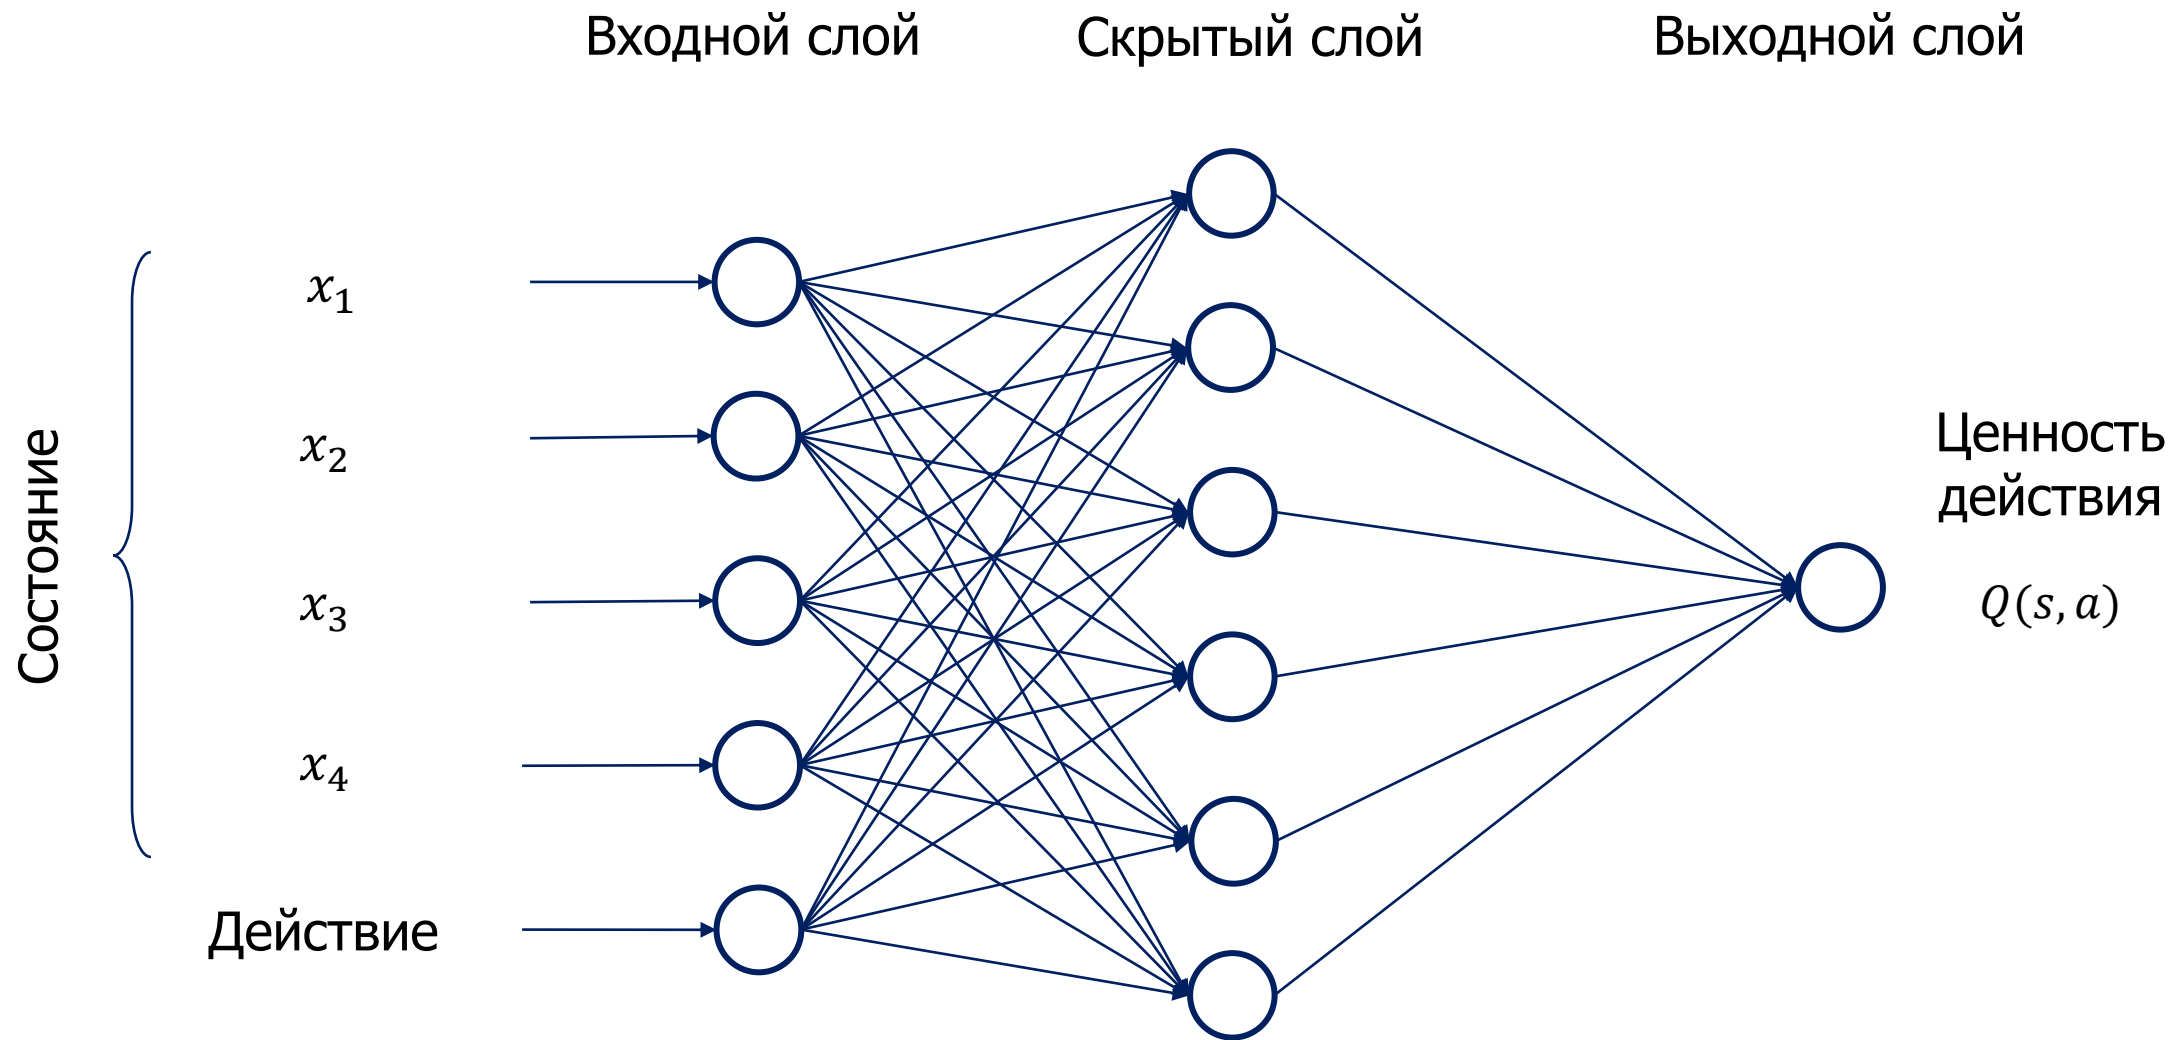 Входной слой
Скрытый слой
Выходной слой
Состояние
x₁
x₂
x₃
x₄
Действие
Ценность
действия
Q(s, a)